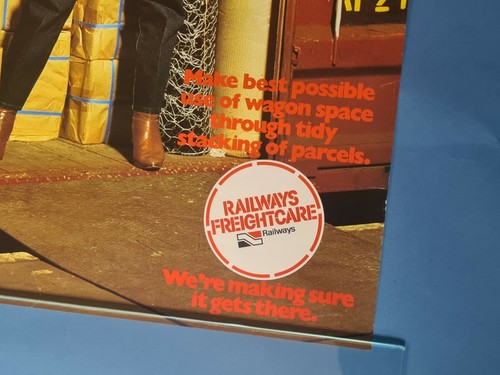 Make best possible
use of wagon space
through tidy
stacking of parcels.
RAILWAYS
FREIGHTCARE
Railways
We're making sure
it gets there.